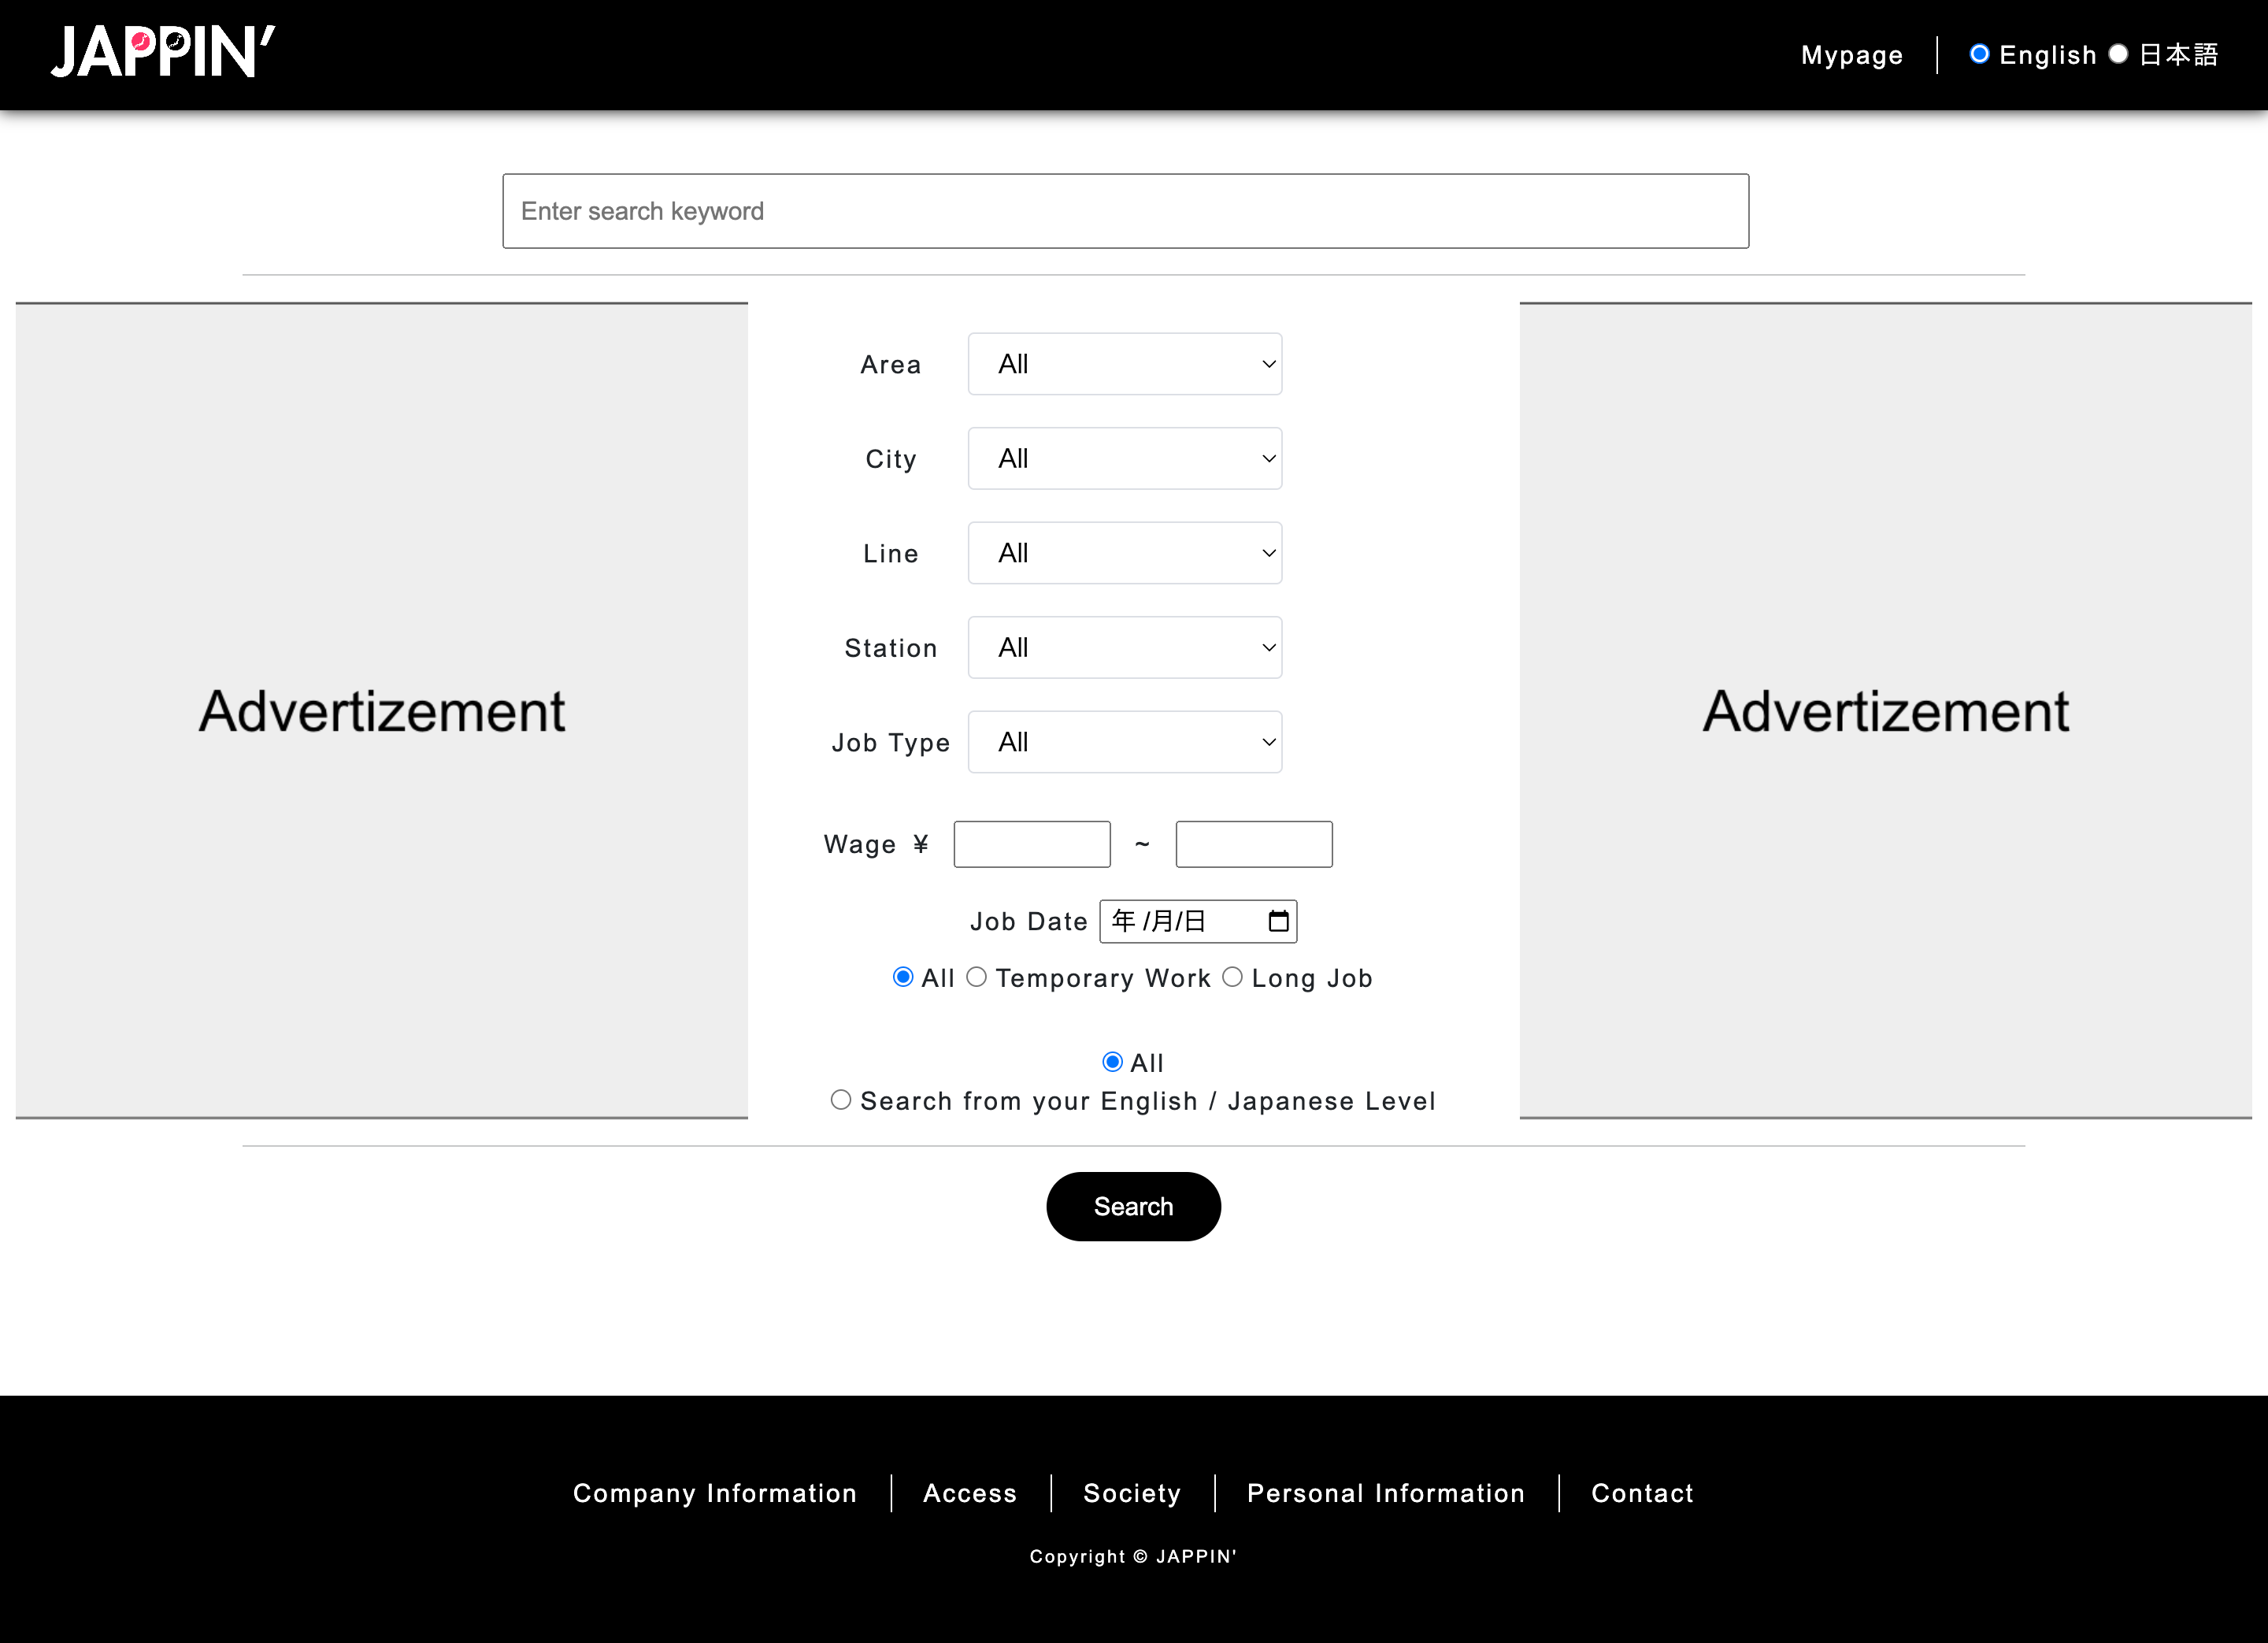 JAPPIN'
Mypage English 日本語
Enter search keyword
Advertizement
Area All
City All
Line All
Station All
Job Type All
Wage ¥ ~
Job Date 年 /月/日
All Temporary Work Long Job
All
Search from your English / Japanese Level
Advertizement
Search
Company Information Access Society Personal Information Contact
Copyright © JAPPIN'